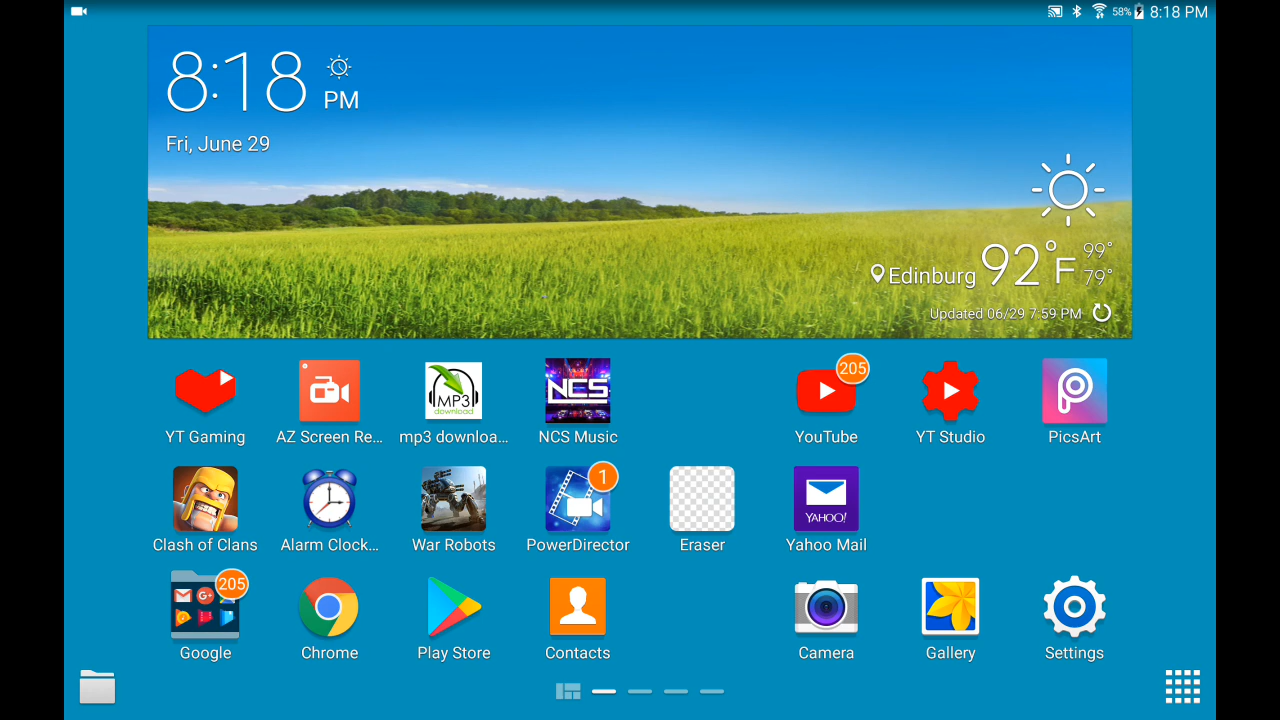 58% 8:18 PM
8:18 PM
Fri, June 29
Edinburg 92°F 99° 79°
Updated 06/29 7:59 PM
MP3 download
NCS
205
YT Gaming AZ Screen Re... mp3 downloa... NCS Music YouTube YT Studio PicsArt
1
YAHOO!
Clash of Clans Alarm Clock... War Robots PowerDirector Eraser Yahoo Mail
205
Google Chrome Play Store Contacts Camera Gallery Settings